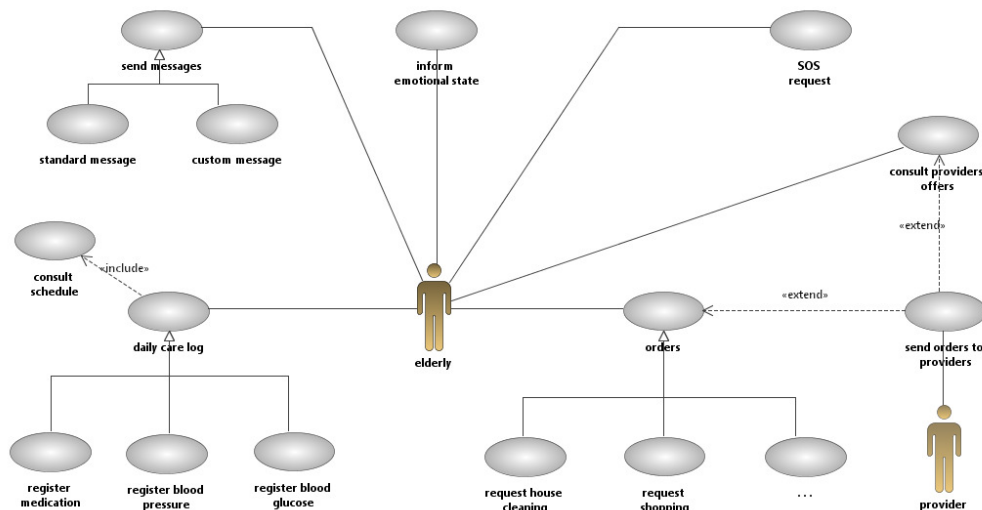 send messages
inform
emotional state
SOS
request
standard message
custom message
consult providers
offers
«extend»
consult
schedule
«include»
«extend»
daily care log
elderly
orders
send orders to
providers
register
medication
register blood
pressure
register blood
glucose
request house
cleaning
request
shopping
...
provider